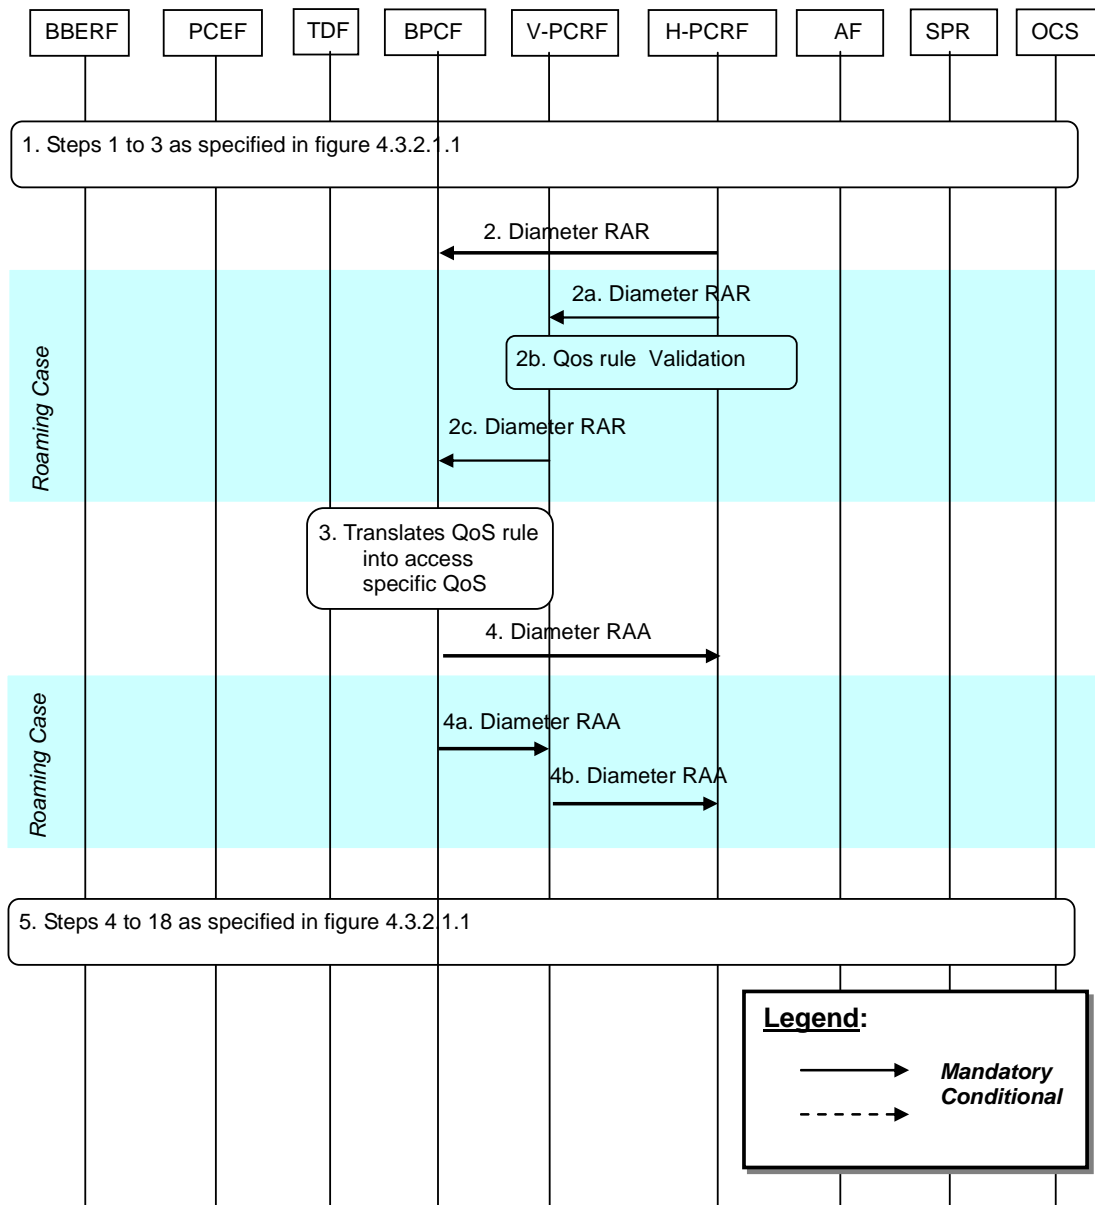 BBERF PCEF TDF BPCF V-PCRF H-PCRF AF SPR OCS
1. Steps 1 to 3 as specified in figure 4.3.2.1.1
2. Diameter RAR
Roaming Case
2a. Diameter RAR
2b. Qos rule Validation
2c. Diameter RAR
3. Translates QoS rule
into access
specific QoS
4. Diameter RAA
Roaming Case
4a. Diameter RAA
4b. Diameter RAA
5. Steps 4 to 18 as specified in figure 4.3.2.1.1
Legend:
Mandatory
Conditional